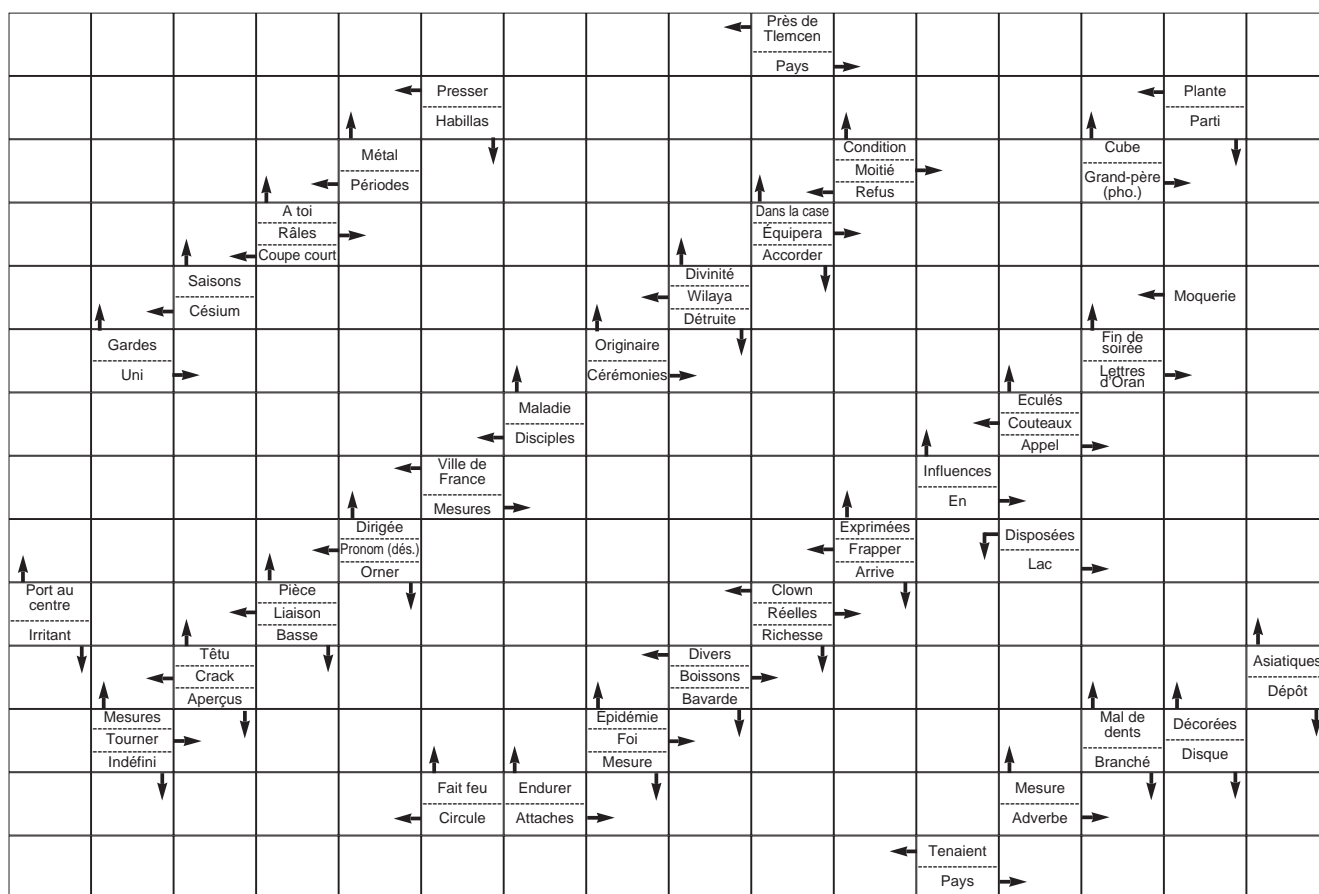 Près de
Tlemcen
Pays
Presser
Habillas
Plante
Parti
Métal
Périodes
Condition
Moitié
Refus
Cube
Grand-père
(pho.)
A toi
Râles
Coupe court
Dans la case
Équipera
Accorder
Saisons
Césium
Divinité
Wilaya
Détruite
Moquerie
Gardes
Uni
Originaire
Cérémonies
Fin de
soirée
Lettres
d'Oran
Maladie
Disciples
Eculés
Couteaux
Appel
Ville de
France
Mesures
Influences
En
Dirigée
Pronom (dés.)
Orner
Exprimées
Frapper
Arrive
Disposées
Lac
Port au
centre
Irritant
Pièce
Liaison
Basse
Clown
Réelles
Richesse
Têtu
Crack
Aperçus
Divers
Boissons
Bavarde
Asiatiques
Dépôt
Mesures
Tourner
Indéfini
Epidémie
Foi
Mesure
Mal de
dents
Branché
Décorées
Disque
Fait feu
Circule
Endurer
Attaches
Mesure
Adverbe
Tenaient
Pays